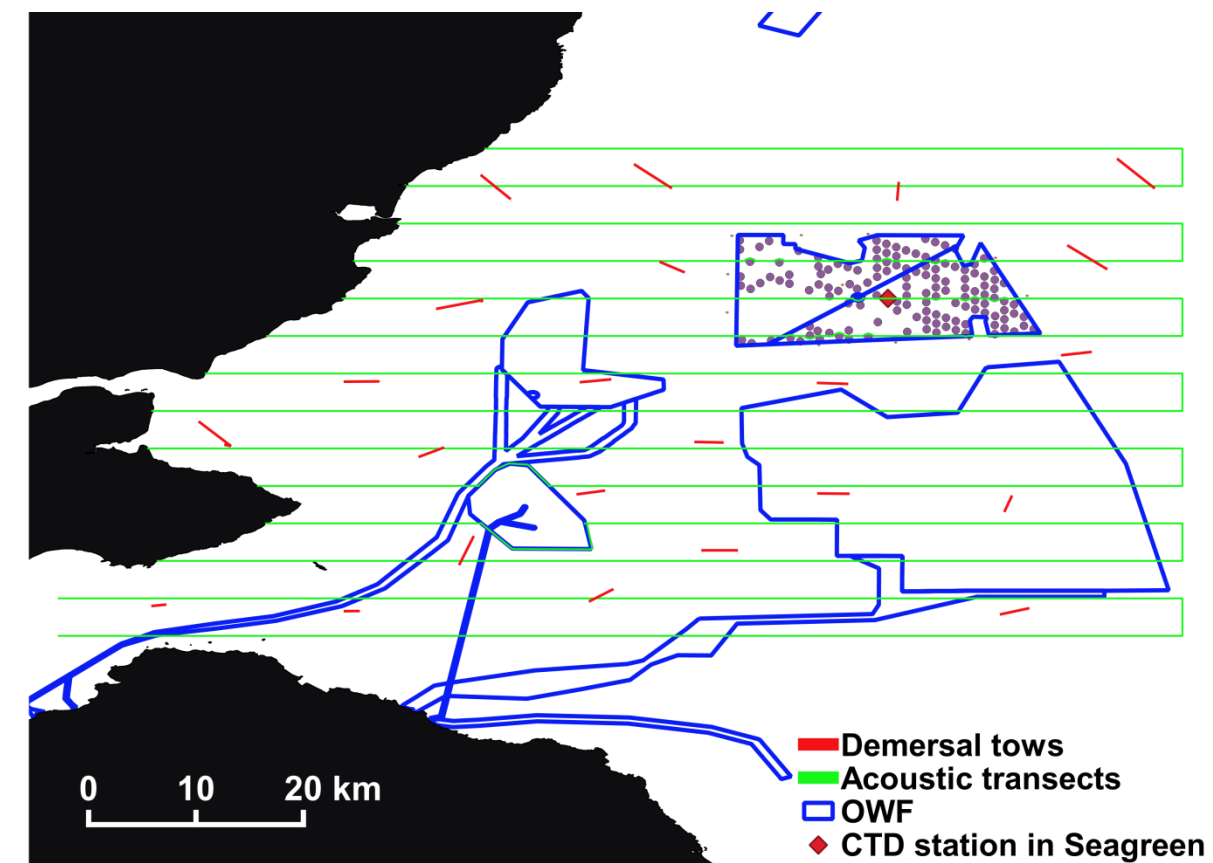 Demersal tows
Acoustic transects
OWF
CTD station in Seagreen
0 10 20 km